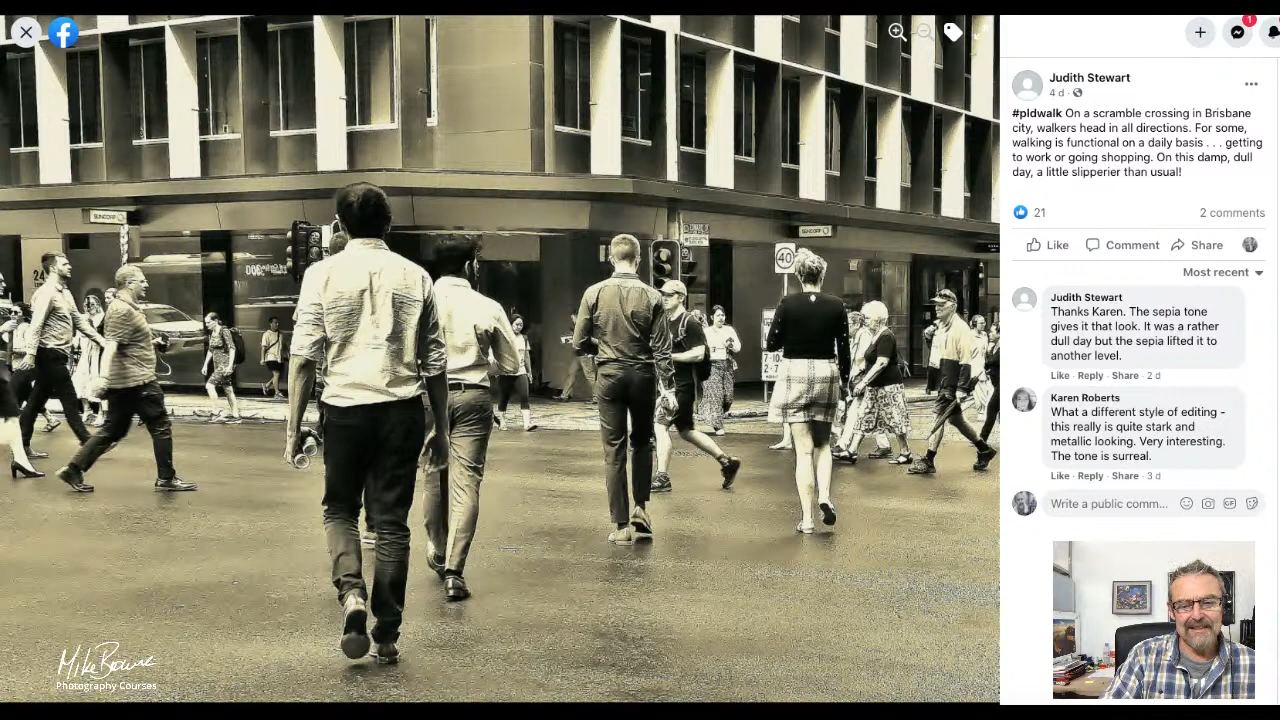 Judith Stewart
4 d
#pldwalk On a scramble crossing in Brisbane
city, walkers head in all directions. For some,
walking is functional on a daily basis . . . getting
to work or going shopping. On this damp, dull
day, a little slipperier than usual!
21
2 comments
Like
Comment
Share
Most recent
Judith Stewart
Thanks Karen. The sepia tone
gives it that look. It was a rather
dull day but the sepia lifted it to
another level.
Like · Reply · Share · 2 d
Karen Roberts
What a different style of editing -
this really is quite stark and
metallic looking. Very interesting.
The tone is surreal.
Like · Reply · Share · 3 d
Write a public comm...
GIF
1
SUNCORP
SUNCORP
40
24
Mike Browne
Photography Courses